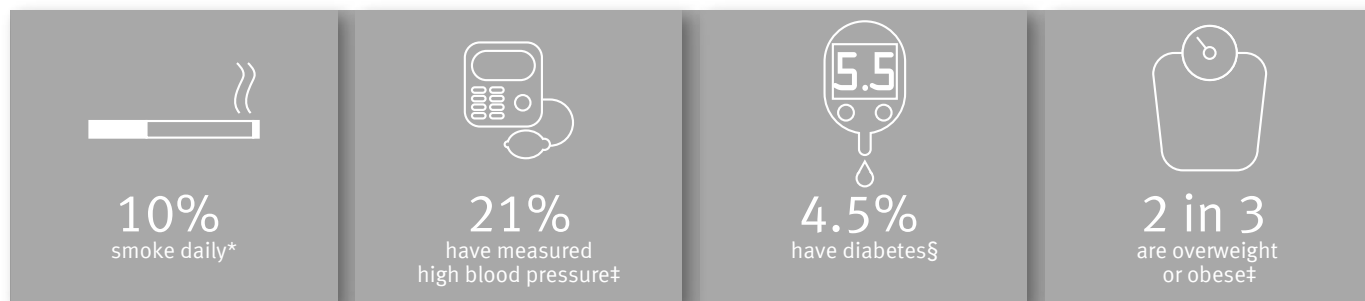 10%
smoke daily*
21%
have measured
high blood pressure‡
5.5
4.5%
have diabetes§
2 in 3
are overweight
or obese‡